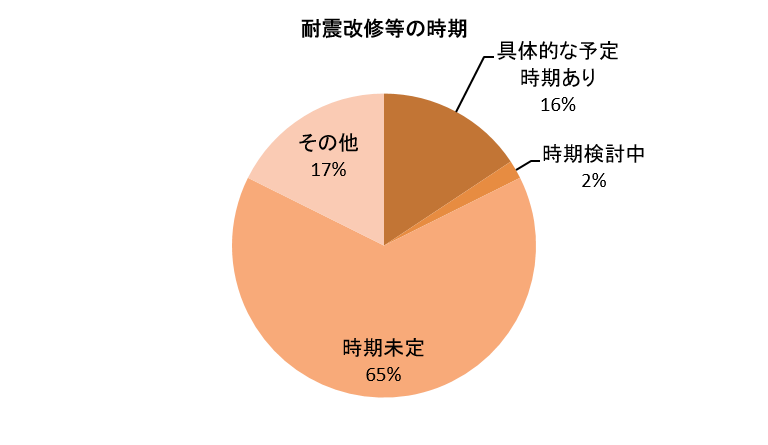 耐震改修等の時期
具体的な予定
時期あり
16%
時期検討中
2%
その他
17%
時期未定
65%